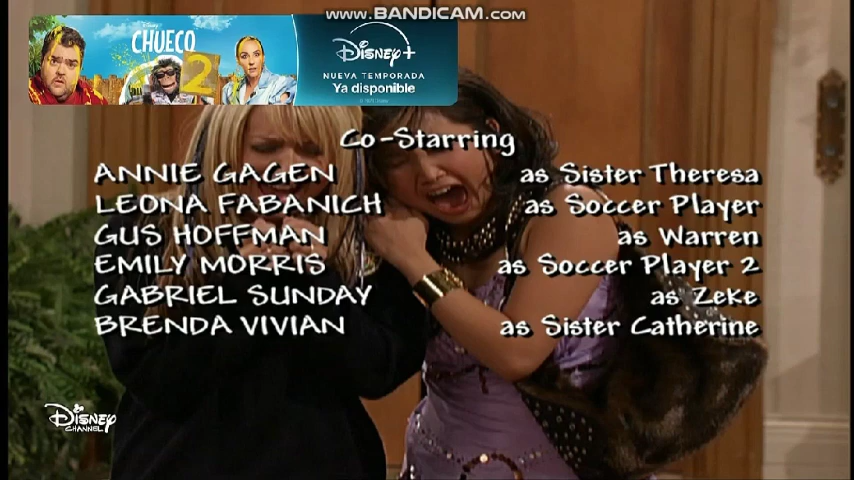 www.BANDICAM.com
Disney
CHUECO
2
Disney+
NUEVA TEMPORADA
Ya disponible
Co-Starring
ANNIE GAGEN as Sister Theresa
LEONA FABANICH as Soccer Player
GUS HOFFMAN as Warren
EMILY MORRIS as Soccer Player 2
GABRIEL SUNDAY as Zeke
BRENDA VIVIAN as Sister Catherine
Disney
CHANNEL